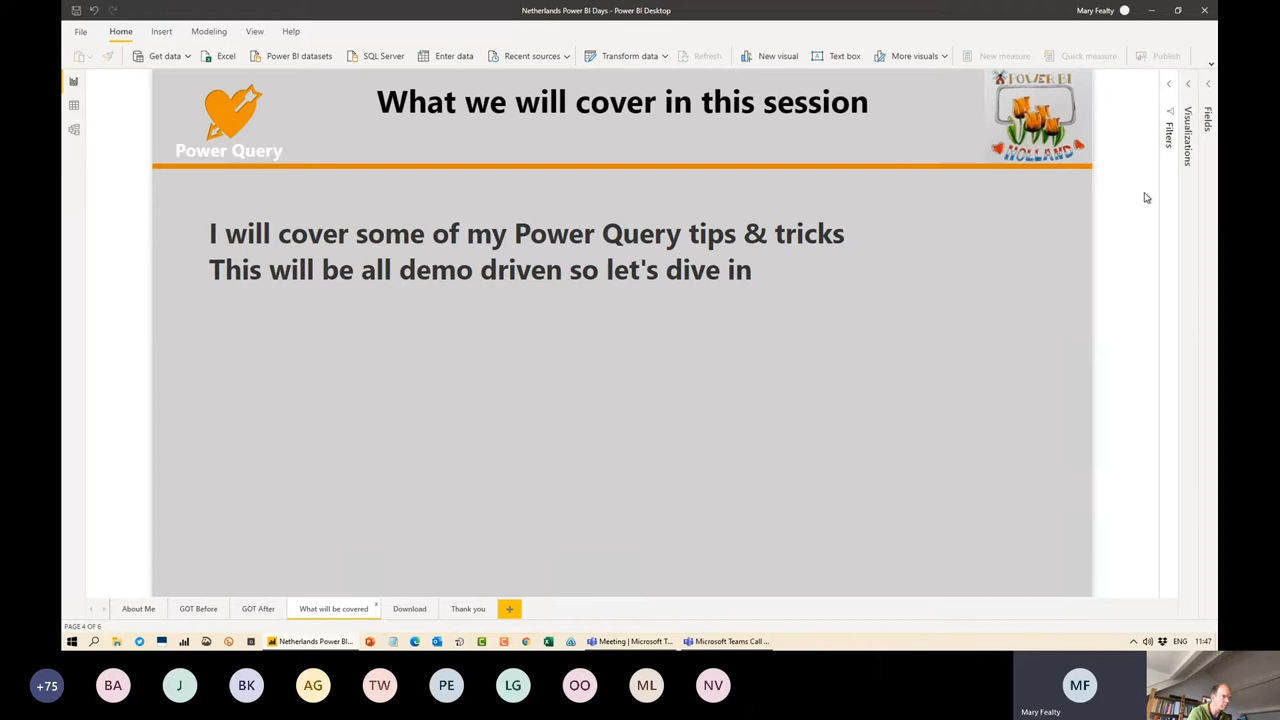 Netherlands Power BI Days - Power BI Desktop
Mary Fealty
File
Home
Insert
Modeling
View
Help
Get data
Excel
Power BI datasets
SQL Server
Enter data
Recent sources
Transform data
Refresh
New visual
Text box
More visuals
New measure
Quick measure
Publish
Power Query
What we will cover in this session
POWER BI
HOLLAND
Filters
Visualizations
Fields
I will cover some of my Power Query tips & tricks
This will be all demo driven so let's dive in
About Me
GOT Before
GOT After
What will be covered
Download
Thank you
PAGE 4 OF 6
Netherlands Power BI...
Meeting | Microsoft T...
Microsoft Teams Call ...
ENG
11:47
+75
BA
J
BK
AG
TW
PE
LG
OO
ML
NV
MF
Mary Fealty